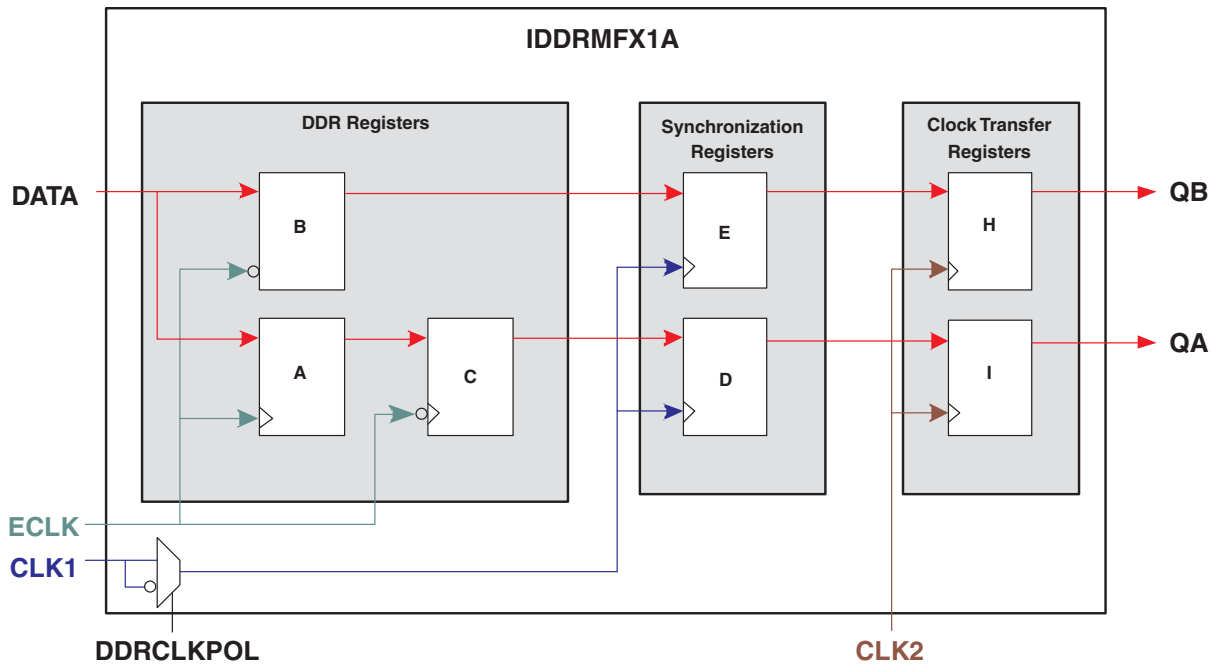 IDDRMFX1A
DDR Registers
Synchronization
Registers
Clock Transfer
Registers
DATA
B
E
H
QB
A
C
D
I
QA
ECLK
CLK1
DDRCLKPOL
CLK2